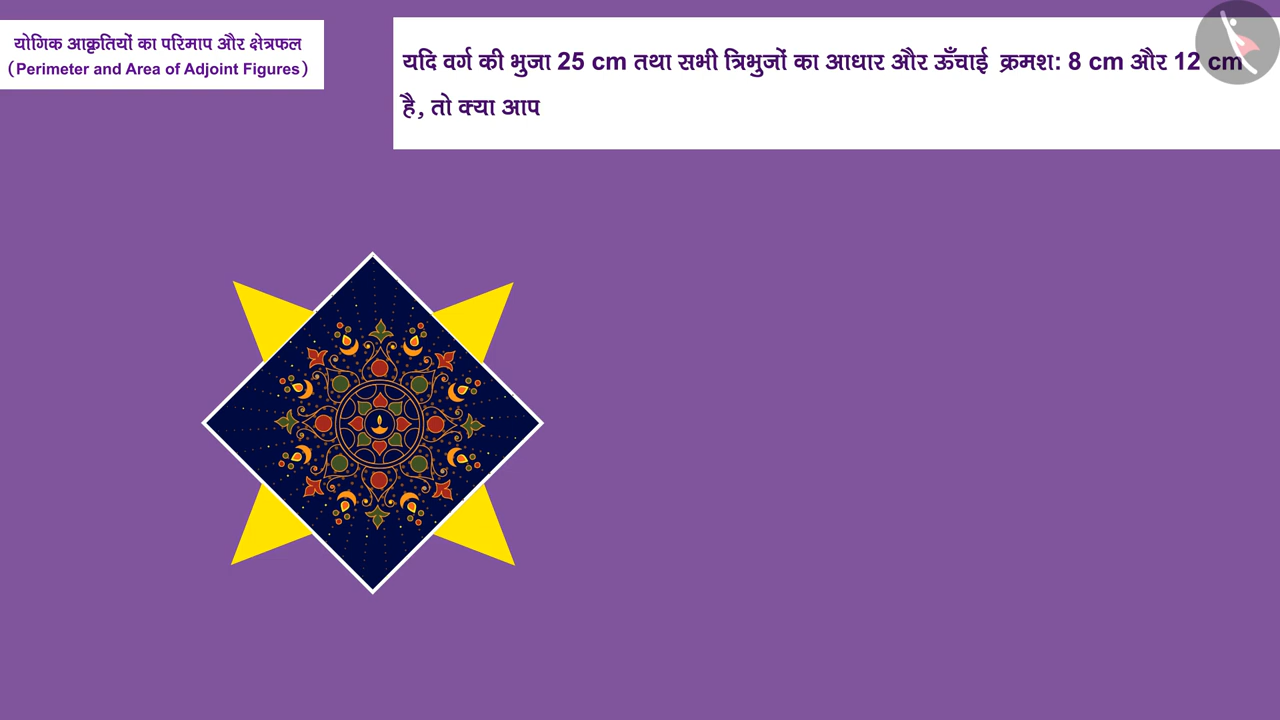 योगिक आकृतियों का परिमाप और क्षेत्रफल
(Perimeter and Area of Adjoint Figures)
यदि वर्ग की भुजा 25 cm तथा सभी त्रिभुजों का आधार और ऊँचाई क्रमश: 8 cm और 12 cm
है, तो क्या आप